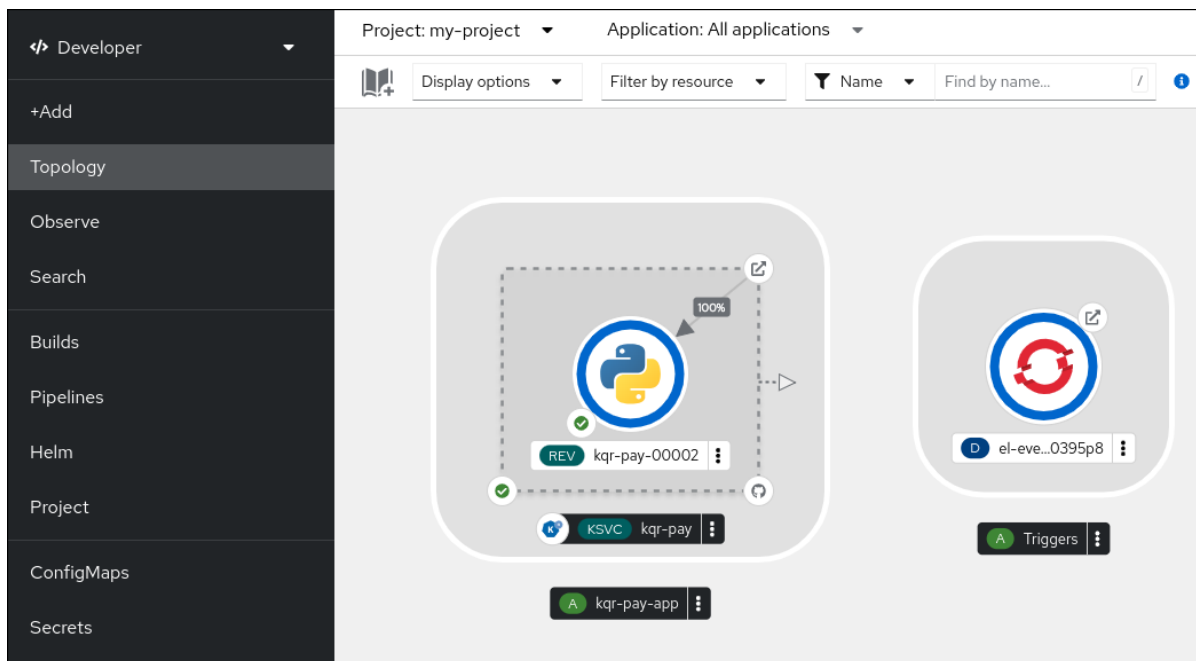 Developer
+Add
Topology
Observe
Search
Builds
Pipelines
Helm
Project
ConfigMaps
Secrets
Project: my-project
Application: All applications
Display options
Filter by resource
Name
Find by name...
/
i
100%
REV kqr-pay-00002
K KSVC kqr-pay
A kqr-pay-app
D el-eve...0395p8
A Triggers